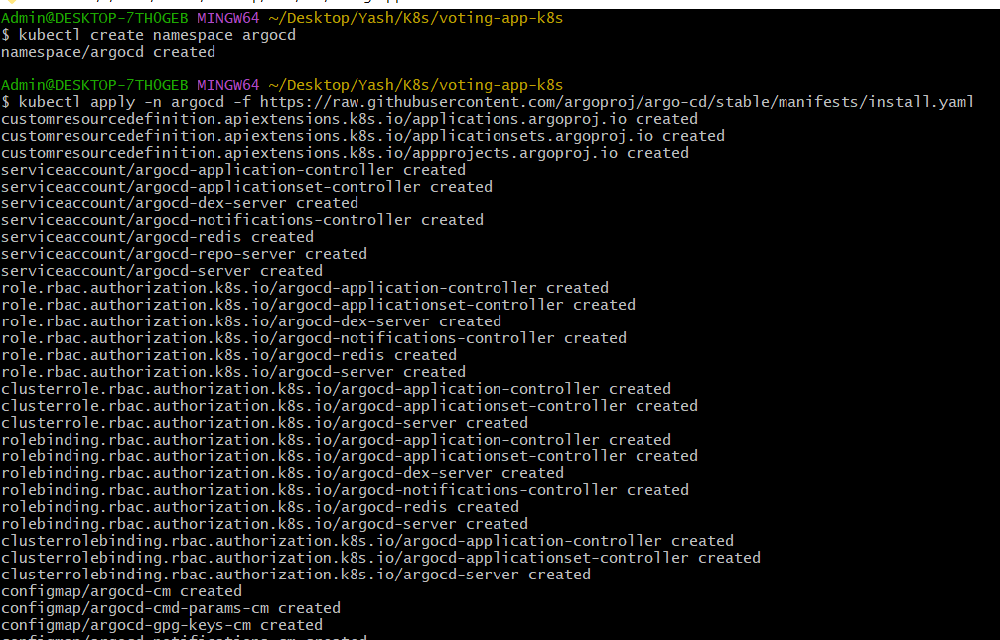 Admin@DESKTOP-7TH0GEB MINGW64 ~/Desktop/Yash/K8s/voting-app-k8s
$ kubectl create namespace argocd
namespace/argocd created
Admin@DESKTOP-7TH0GEB MINGW64 ~/Desktop/Yash/K8s/voting-app-k8s
$ kubectl apply -n argocd -f https://raw.githubusercontent.com/argoproj/argo-cd/stable/manifests/install.yaml
customresourcedefinition.apiextensions.k8s.io/applications.argoproj.io created
customresourcedefinition.apiextensions.k8s.io/applicationsets.argoproj.io created
customresourcedefinition.apiextensions.k8s.io/appprojects.argoproj.io created
serviceaccount/argocd-application-controller created
serviceaccount/argocd-applicationset-controller created
serviceaccount/argocd-dex-server created
serviceaccount/argocd-notifications-controller created
serviceaccount/argocd-redis created
serviceaccount/argocd-repo-server created
serviceaccount/argocd-server created
role.rbac.authorization.k8s.io/argocd-application-controller created
role.rbac.authorization.k8s.io/argocd-applicationset-controller created
role.rbac.authorization.k8s.io/argocd-dex-server created
role.rbac.authorization.k8s.io/argocd-notifications-controller created
role.rbac.authorization.k8s.io/argocd-redis created
role.rbac.authorization.k8s.io/argocd-server created
clusterrole.rbac.authorization.k8s.io/argocd-application-controller created
clusterrole.rbac.authorization.k8s.io/argocd-applicationset-controller created
clusterrole.rbac.authorization.k8s.io/argocd-server created
rolebinding.rbac.authorization.k8s.io/argocd-application-controller created
rolebinding.rbac.authorization.k8s.io/argocd-applicationset-controller created
rolebinding.rbac.authorization.k8s.io/argocd-dex-server created
rolebinding.rbac.authorization.k8s.io/argocd-notifications-controller created
rolebinding.rbac.authorization.k8s.io/argocd-redis created
rolebinding.rbac.authorization.k8s.io/argocd-server created
clusterrolebinding.rbac.authorization.k8s.io/argocd-application-controller created
clusterrolebinding.rbac.authorization.k8s.io/argocd-applicationset-controller created
clusterrolebinding.rbac.authorization.k8s.io/argocd-server created
configmap/argocd-cm created
configmap/argocd-cmd-params-cm created
configmap/argocd-gpg-keys-cm created